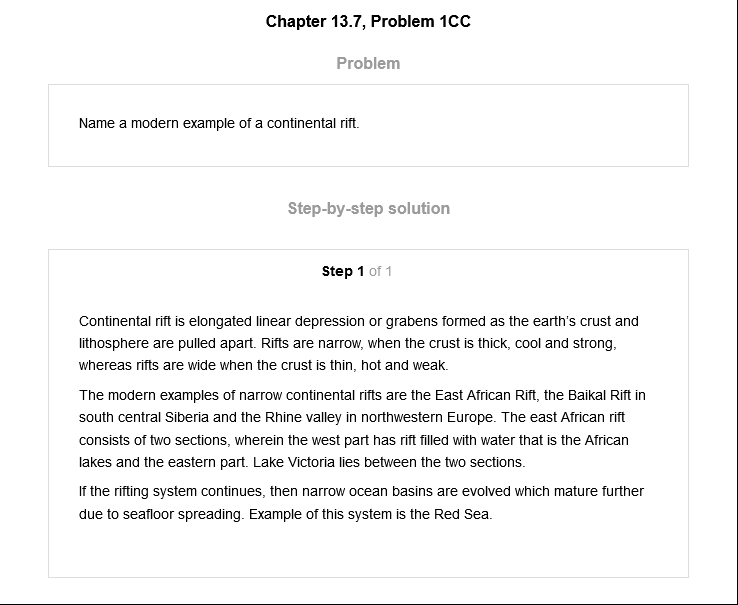 Chapter 13.7, Problem 1CC
Problem
Name a modern example of a continental rift.
Step-by-step solution
Step 1 of 1
Continental rift is elongated linear depression or grabens formed as the earth's crust and
lithosphere are pulled apart. Rifts are narrow, when the crust is thick, cool and strong,
whereas rifts are wide when the crust is thin, hot and weak.
The modern examples of narrow continental rifts are the East African Rift, the Baikal Rift in
south central Siberia and the Rhine valley in northwestern Europe. The east African rift
consists of two sections, wherein the west part has rift filled with water that is the African
lakes and the eastern part. Lake Victoria lies between the two sections.
If the rifting system continues, then narrow ocean basins are evolved which mature further
due to seafloor spreading. Example of this system is the Red Sea.